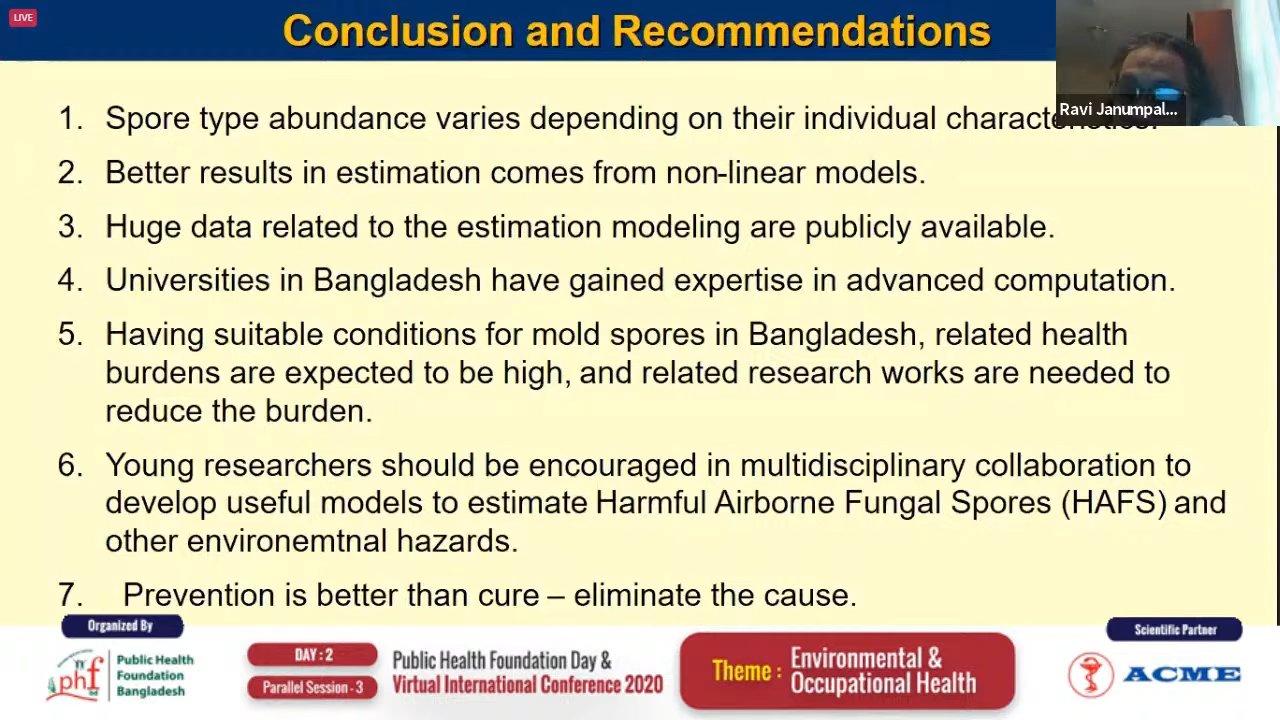 LIVE
Conclusion and Recommendations
Ravi Janumpal...
1. Spore type abundance varies depending on their individual
2. Better results in estimation comes from non-linear models.
3. Huge data related to the estimation modeling are publicly available.
4. Universities in Bangladesh have gained expertise in advanced computation.
5. Having suitable conditions for mold spores in Bangladesh, related health
burdens are expected to be high, and related research works are needed to
reduce the burden.
6. Young researchers should be encouraged in multidisciplinary collaboration to
develop useful models to estimate Harmful Airborne Fungal Spores (HAFS) and
other environemtnal hazards.
7. Prevention is better than cure – eliminate the cause.
Organized By
phf
Public Health
Foundation
Bangladesh
DAY : 2
Parallel Session - 3
Public Health Foundation Day &
Virtual International Conference 2020
Theme :
Environmental &
Occupational Health
Scientific Partner
ACME